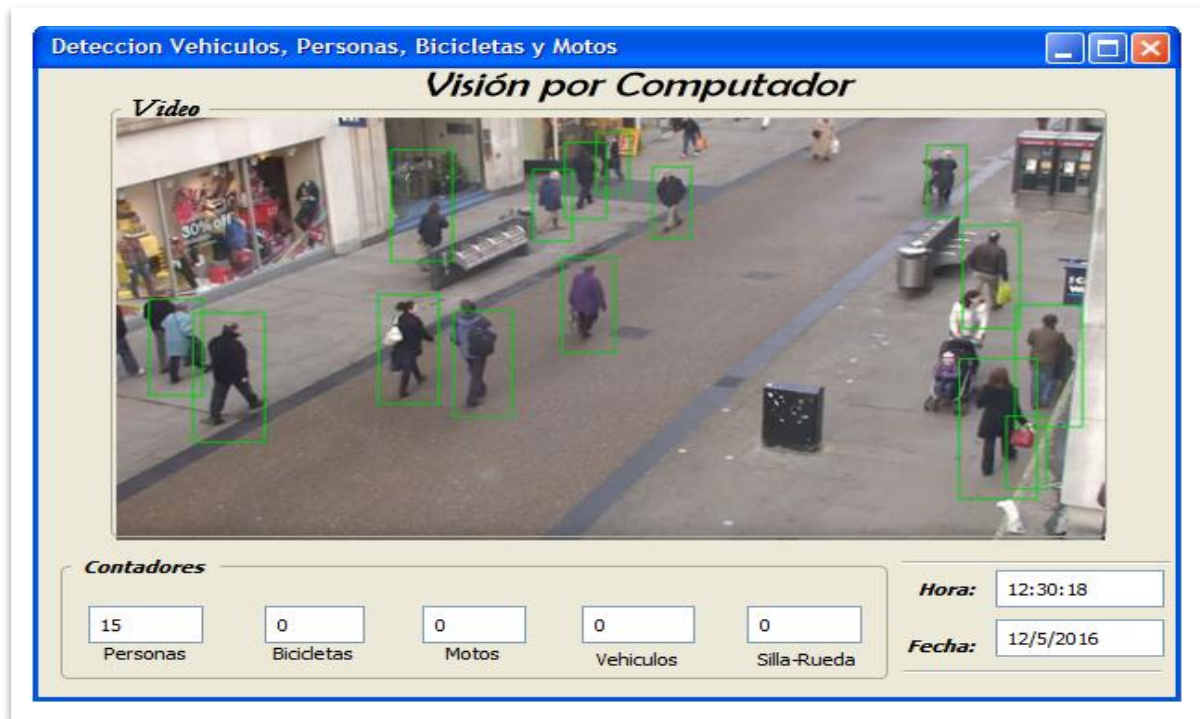 Deteccion Vehiculos, Personas, Bicicletas y Motos
Visión por Computador
Video
30% off
Contadores
15
0
0
0
0
Personas
Bicicletas
Motos
Vehiculos
Silla-Rueda
Hora:
12:30:18
Fecha:
12/5/2016